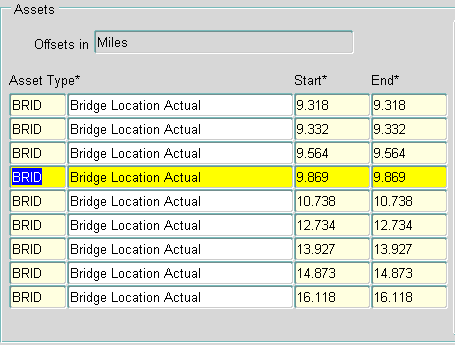 Assets
Offsets in Miles
Asset Type* Start* End*
BRID Bridge Location Actual 9.318 9.318
BRID Bridge Location Actual 9.332 9.332
BRID Bridge Location Actual 9.564 9.564
BRID Bridge Location Actual 9.869 9.869
BRID Bridge Location Actual 10.738 10.738
BRID Bridge Location Actual 12.734 12.734
BRID Bridge Location Actual 13.927 13.927
BRID Bridge Location Actual 14.873 14.873
BRID Bridge Location Actual 16.118 16.118